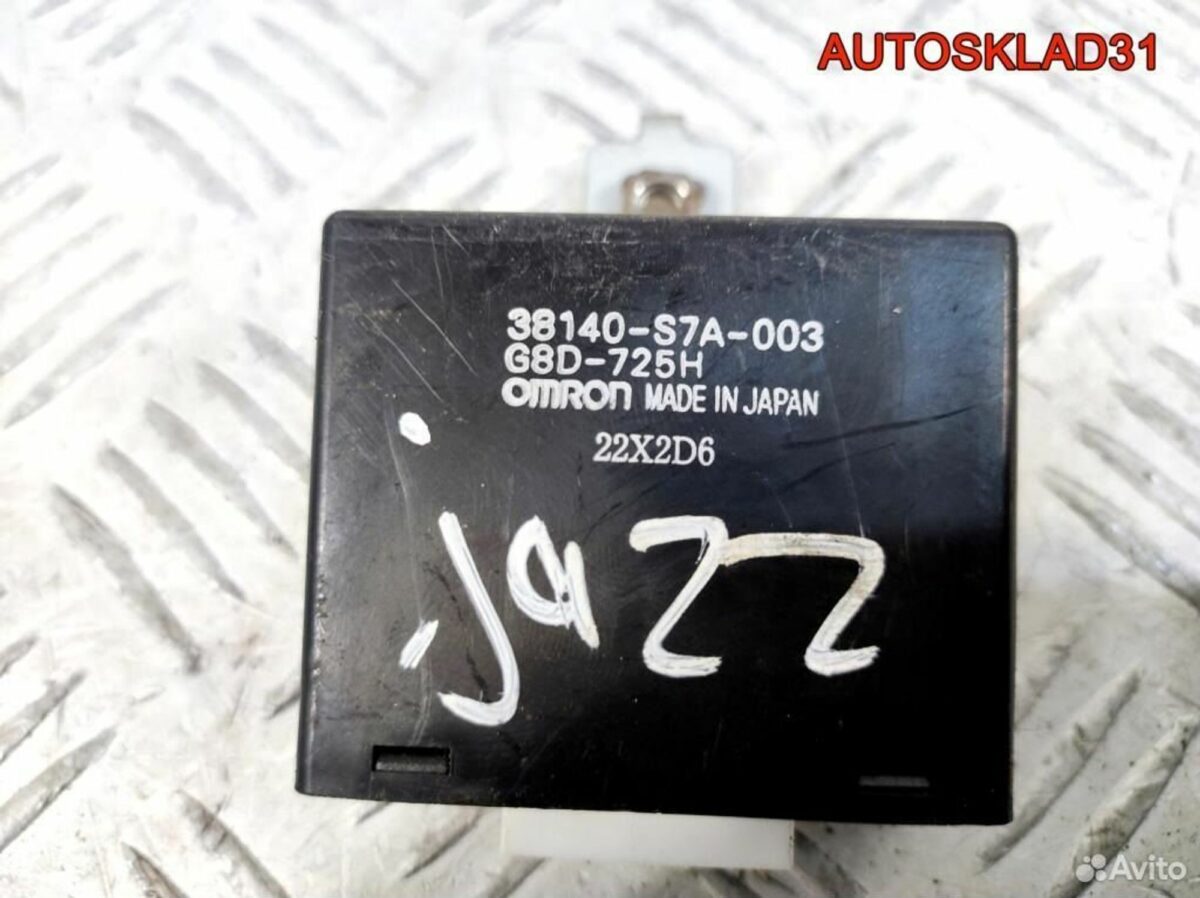 AUTOSKLAD31
38140-S7A-003
G8D-725H
omron MADE IN JAPAN
22X2D6
jazz
Avito